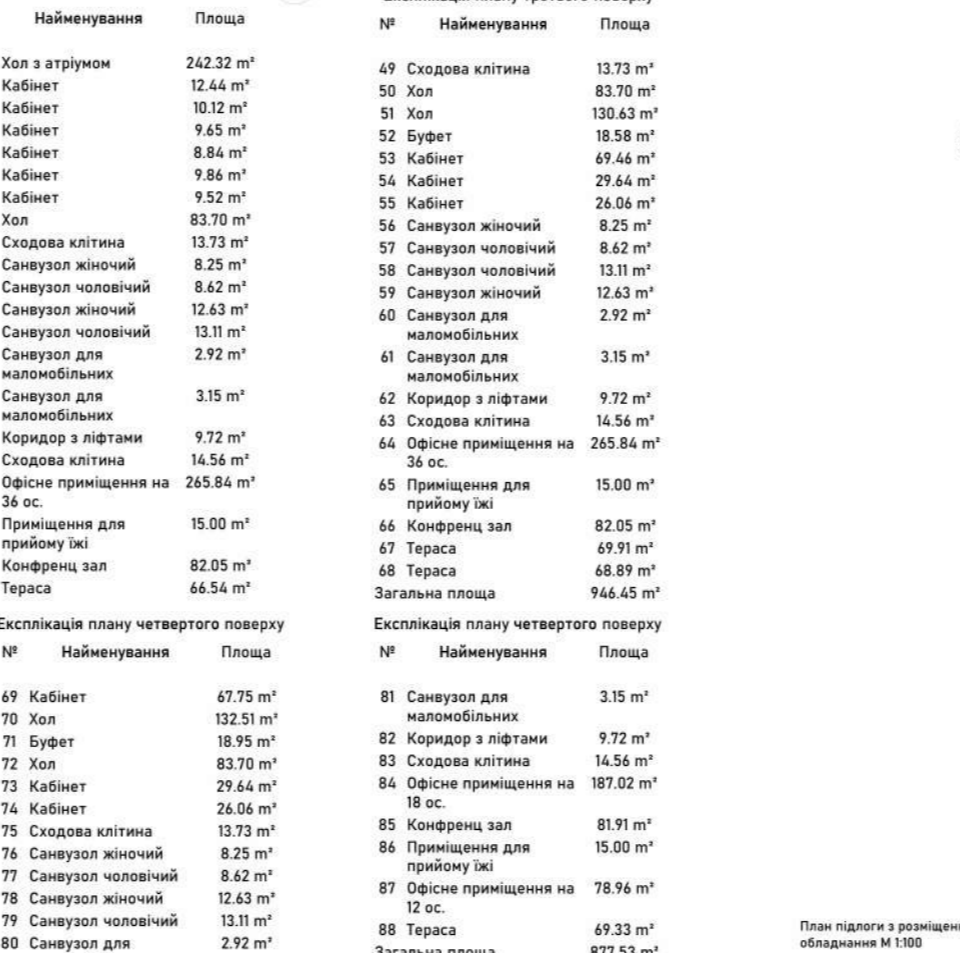 Найменування Площа
Хол з атріумом 242.32 m²
Кабінет 12.44 m²
Кабінет 10.12 m²
Кабінет 9.65 m²
Кабінет 8.84 m²
Кабінет 9.86 m²
Кабінет 9.52 m²
Хол 83.70 m²
Сходова клітина 13.73 m²
Санвузол жіночий 8.25 m²
Санвузол чоловічий 8.62 m²
Санвузол жіночий 12.63 m²
Санвузол чоловічий 13.11 m²
Санвузол для 2.92 m²
маломобільних
Санвузол для 3.15 m²
маломобільних
Коридор з ліфтами 9.72 m²
Сходова клітина 14.56 m²
Офісне приміщення на 265.84 m²
36 ос.
Приміщення для 15.00 m²
прийому їжі
Конфренц зал 82.05 m²
Тераса 66.54 m²
№ Найменування Площа
49 Сходова клітина 13.73 m²
50 Хол 83.70 m²
51 Хол 130.63 m²
52 Буфет 18.58 m²
53 Кабінет 69.46 m²
54 Кабінет 29.64 m²
55 Кабінет 26.06 m²
56 Санвузол жіночий 8.25 m²
57 Санвузол чоловічий 8.62 m²
58 Санвузол чоловічий 13.11 m²
59 Санвузол жіночий 12.63 m²
60 Санвузол для 2.92 m²
маломобільних
61 Санвузол для 3.15 m²
маломобільних
62 Коридор з ліфтами 9.72 m²
63 Сходова клітина 14.56 m²
64 Офісне приміщення на 265.84 m²
36 ос.
65 Приміщення для 15.00 m²
прийому їжі
66 Конфренц зал 82.05 m²
67 Тераса 69.91 m²
68 Тераса 68.89 m²
Загальна площа 946.45 m²
Експлікація плану четвертого поверху
№ Найменування Площа
69 Кабінет 67.75 m²
70 Хол 132.51 m²
71 Буфет 18.95 m²
72 Хол 83.70 m²
73 Кабінет 29.64 m²
74 Кабінет 26.06 m²
75 Сходова клітина 13.73 m²
76 Санвузол жіночий 8.25 m²
77 Санвузол чоловічий 8.62 m²
78 Санвузол жіночий 12.63 m²
79 Санвузол чоловічий 13.11 m²
80 Санвузол для 2.92 m²
Експлікація плану четвертого поверху
№ Найменування Площа
81 Санвузол для 3.15 m²
маломобільних
82 Коридор з ліфтами 9.72 m²
83 Сходова клітина 14.56 m²
84 Офісне приміщення на 187.02 m²
18 ос.
85 Конфренц зал 81.91 m²
86 Приміщення для 15.00 m²
прийому їжі
87 Офісне приміщення на 78.96 m²
12 ос.
88 Тераса 69.33 m²
Загальна площа 877.53 m²
План підлоги з розміщен
обладнання М 1:100